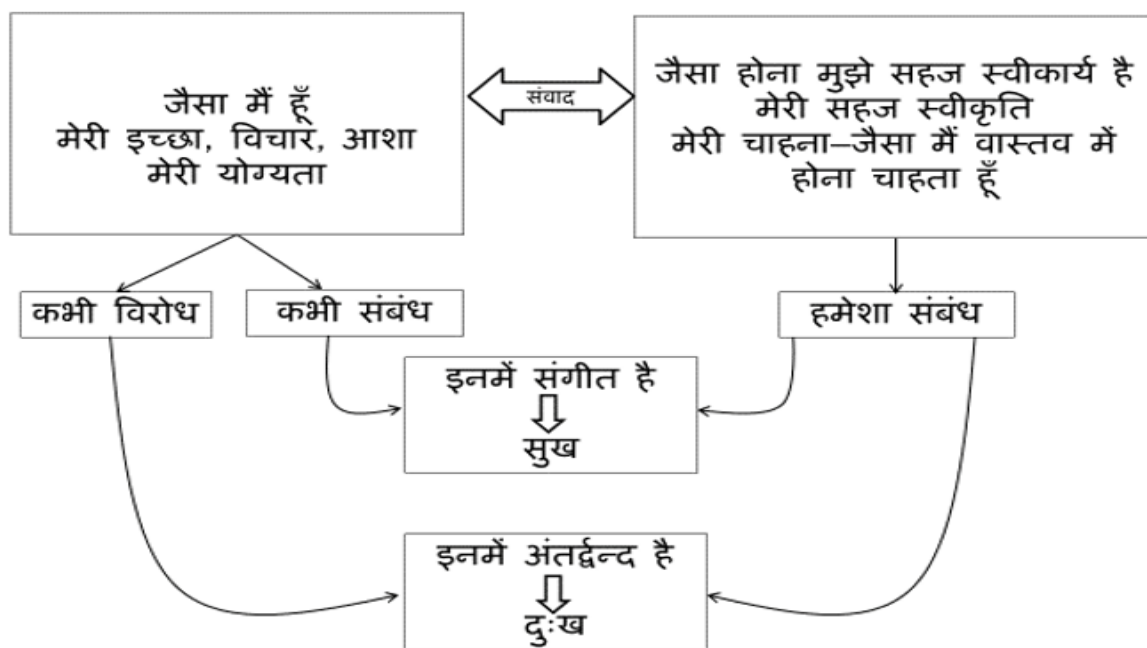 जैसा मैं हूँ
मेरी इच्छा, विचार, आशा
मेरी योग्यता
संवाद
जैसा होना मुझे सहज स्वीकार्य है
मेरी सहज स्वीकृति
मेरी चाहना–जैसा मैं वास्तव में
होना चाहता हूँ
कभी विरोध
कभी संबंध
हमेशा संबंध
इनमें संगीत है
सुख
इनमें अंतर्द्वन्द है
दुःख